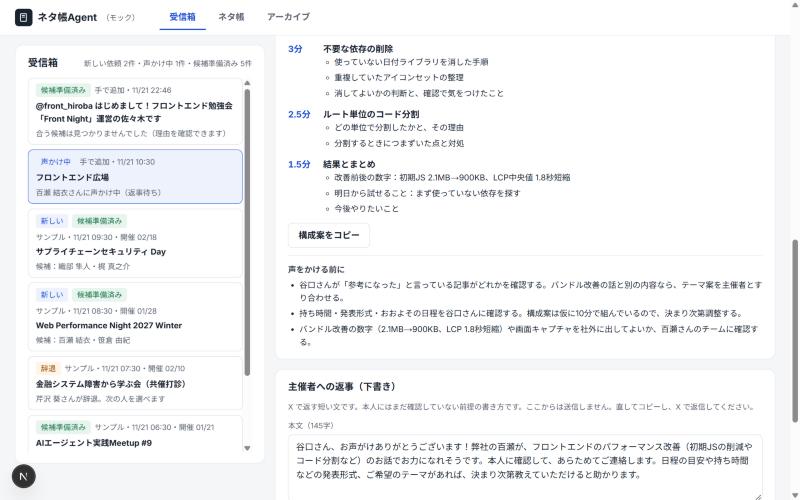 ネタ帳Agent （モック） 受信箱 ネタ帳 アーカイブ
受信箱 新しい依頼 2件・声かけ中 1件・候補準備済み 5件
候補準備済み 手で追加・11/21 22:46
@front_hiroba はじめまして！フロントエンド勉強会
「Front Night」運営の佐々木です
合う候補は見つかりませんでした（理由を確認できます）
声かけ中 手で追加・11/21 10:30
フロントエンド広場
百瀬 結衣さんに声かけ中（返事待ち）
新しい 候補準備済み
サンプル・11/21 09:30・開催 02/18
サプライチェーンセキュリティ Day
候補：織部 隼人・梶 真之介
新しい 候補準備済み
サンプル・11/21 08:30・開催 01/28
Web Performance Night 2027 Winter
候補：百瀬 結衣・笹倉 由紀
辞退 サンプル・11/21 07:30・開催 02/10
金融システム障害から学ぶ会（共催打診）
芹沢 葵さんが辞退。次の人を選べます
候補準備済み サンプル・11/21 06:30・開催 01/21
AIエージェント実践Meetup #9
N
3分 不要な依存の削除
使っていない日付ライブラリを消した手順
重複していたアイコンセットの整理
消してよいかの判断と、確認で気をつけたこと
2.5分 ルート単位のコード分割
どの単位で分割したかと、その理由
分割するときにつまずいた点と対処
1.5分 結果とまとめ
改善前後の数字：初期JS 2.1MB→900KB、LCP中央値 1.8秒短縮
明日から試せること：まず使っていない依存を探す
今後やりたいこと
構成案をコピー
声をかける前に
• 谷口さんが「参考になった」と言っている記事がどれかを確認する。バンドル改善の話と別の内容なら、テーマ案を主催者とす
り合わせる。
• 持ち時間・発表形式・おおよその日程を谷口さんに確認する。構成案は仮に10分で組んでいるので、決まり次第調整する。
• バンドル改善の数字（2.1MB→900KB、LCP 1.8秒短縮）や画面キャプチャを社外に出してよいか、百瀬さんのチームに確認す
る。
主催者への返事（下書き）
X で返す短い文です。本人にはまだ確認していない前提の書き方です。ここからは送信しません。直してコピーし、X で返信してください。
本文（145字）
谷口さん、お声がけありがとうございます！弊社の百瀬が、フロントエンドのパフォーマンス改善（初期JSの削減や
コード分割など）のお話でお力になれそうです。本人に確認して、あらためてご連絡します。日程の目安や持ち時間
などの発表形式、ご希望のテーマがあれば、決まり次第教えていただけると助かります。